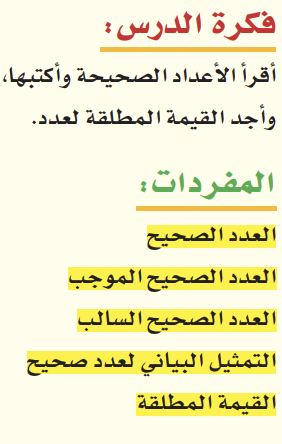 فكرة الدرس:
أقرأ الأعداد الصحيحة وأكتبها،
وأجد القيمة المطلقة لعدد.
المفردات:
العدد الصحيح
العدد الصحيح الموجب
العدد الصحيح السالب
التمثيل البياني لعدد صحيح
القيمة المطلقة